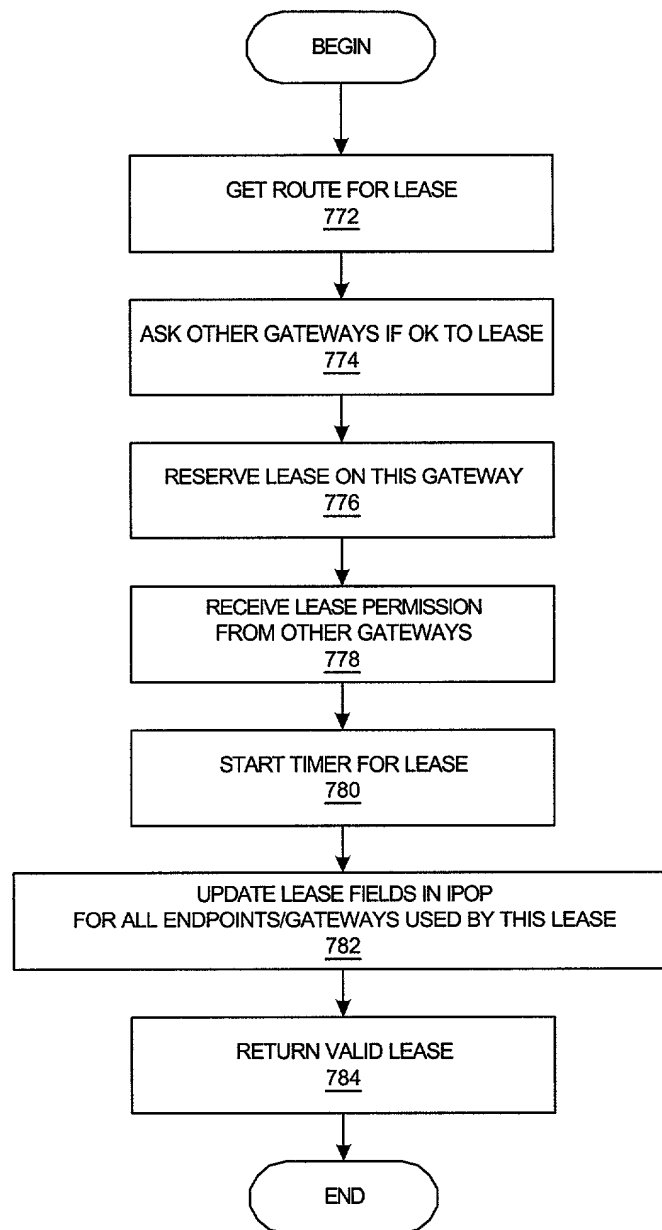 BEGIN
GET ROUTE FOR LEASE
772
ASK OTHER GATEWAYS IF OK TO LEASE
774
RESERVE LEASE ON THIS GATEWAY
776
RECEIVE LEASE PERMISSION
FROM OTHER GATEWAYS
778
START TIMER FOR LEASE
780
UPDATE LEASE FIELDS IN IPOP
FOR ALL ENDPOINTS/GATEWAYS USED BY THIS LEASE
782
RETURN VALID LEASE
784
END